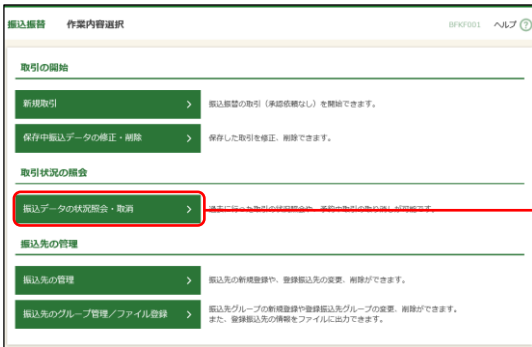 振込振替 作業内容選択 BFKF001 ヘルプ ?
取引の開始
新規取引 > 振込振替の取引（承認依頼なし）を開始できます。
保存中振込データの修正・削除 > 保存した取引を修正、削除できます。
取引状況の照会
振込データの状況照会・取消 > 過去に行った取引の状況照会や、予約中取引の取り消しが可能です。
振込先の管理
振込先の管理 > 振込先の新規登録や、登録振込先の変更、削除ができます。
振込先のグループ管理／ファイル登録 > 振込先グループの新規登録や登録振込先グループの変更、削除ができます。
また、登録振込先の情報をファイルに出力できます。